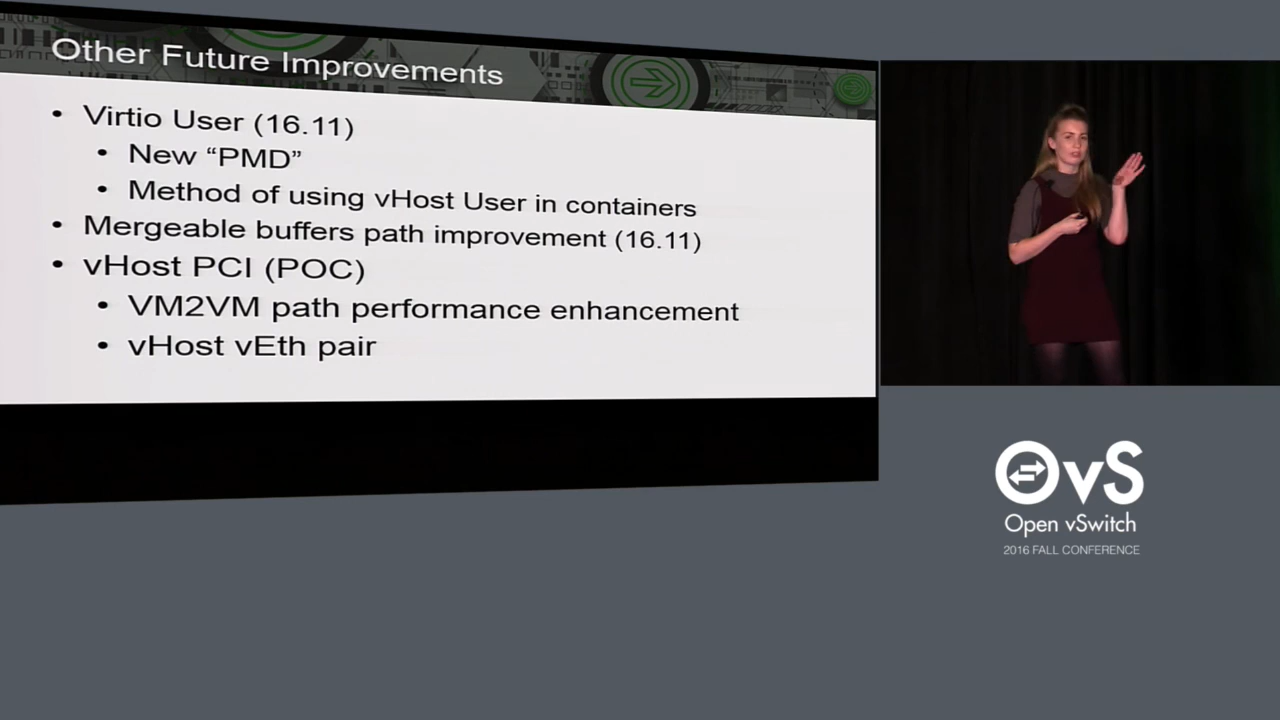 Other Future Improvements
• Virtio User (16.11)
• New “PMD”
• Method of using vHost User in containers
• Mergeable buffers path improvement (16.11)
• vHost PCI (POC)
• VM2VM path performance enhancement
• vHost vEth pair
OvS
Open vSwitch
2016 FALL CONFERENCE